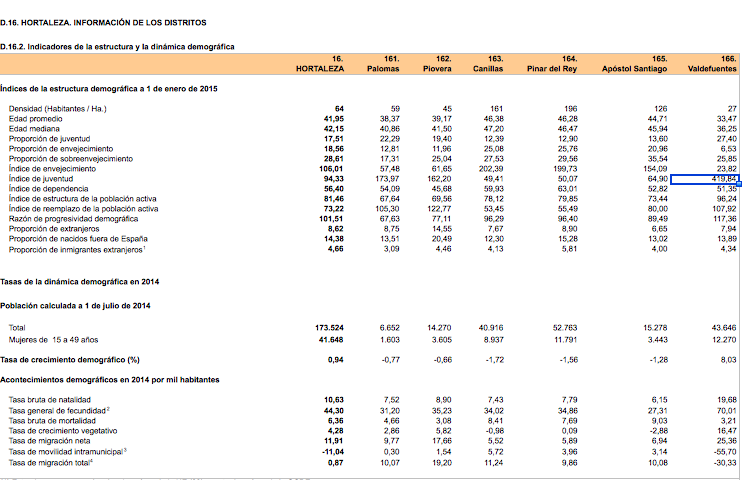 D.16. HORTALEZA. INFORMACIÓN DE LOS DISTRITOS
D.16.2. Indicadores de la estructura y la dinámica demográfica
16. 161. 162. 163. 164. 165. 166.
HORTALEZA Palomas Piovera Canillas Pinar del Rey Apóstol Santiago Valdefuentes
Índices de la estructura demográfica a 1 de enero de 2015
Densidad (Habitantes / Ha.) 64 59 45 161 196 126 27
Edad promedio 41,95 38,37 39,17 46,38 46,28 44,71 33,47
Edad mediana 42,15 40,86 41,50 47,20 46,47 45,94 36,25
Proporción de juventud 17,51 22,29 19,40 12,39 12,90 13,60 27,40
Proporción de envejecimiento 18,56 12,81 11,96 25,08 25,76 20,96 6,53
Proporción de sobreenvejecimiento 28,61 17,31 25,04 27,53 29,56 35,54 25,85
Índice de envejecimiento 106,01 57,48 61,65 202,39 199,73 154,09 23,82
Índice de juventud 94,33 173,97 162,20 49,41 50,07 64,90 419,84
Índice de dependencia 56,40 54,09 45,68 59,93 63,01 52,82 51,35
Índice de estructura de la población activa 81,46 67,64 69,56 78,12 79,85 73,44 96,24
Índice de reemplazo de la población activa 73,22 105,30 122,77 53,45 55,49 80,00 107,92
Razón de progresividad demográfica 101,51 67,63 77,11 96,29 96,40 89,49 117,36
Proporción de extranjeros 8,62 8,75 14,55 7,67 8,90 6,65 7,94
Proporción de nacidos fuera de España 14,38 13,51 20,49 12,30 15,28 13,02 13,89
Proporción de inmigrantes extranjeros1 4,66 3,09 4,46 4,13 5,81 4,00 4,34
Tasas de la dinámica demográfica en 2014
Población calculada a 1 de julio de 2014
Total 173.524 6.652 14.270 40.916 52.763 15.278 43.646
Mujeres de 15 a 49 años 41.648 1.603 3.605 8.937 11.791 3.443 12.270
Tasa de crecimiento demográfico (%) 0,94 -0,77 -0,66 -1,72 -1,56 -1,28 8,03
Acontecimientos demográficos en 2014 por mil habitantes
Tasa bruta de natalidad 10,63 7,52 8,90 7,43 7,79 6,15 19,68
Tasa general de fecundidad2 44,30 31,20 35,23 34,02 34,86 27,31 70,01
Tasa bruta de mortalidad 6,36 4,66 3,08 8,41 7,69 9,03 3,21
Tasa de crecimiento vegetativo 4,28 2,86 5,82 -0,98 0,09 -2,88 16,47
Tasa de migración neta 11,91 9,77 17,66 5,52 5,89 6,94 25,36
Tasa de movilidad intramunicipal3 -11,04 0,30 1,54 5,72 3,96 3,14 -55,70
Tasa de migración total4 0,87 10,07 19,20 11,24 9,86 10,08 -30,33